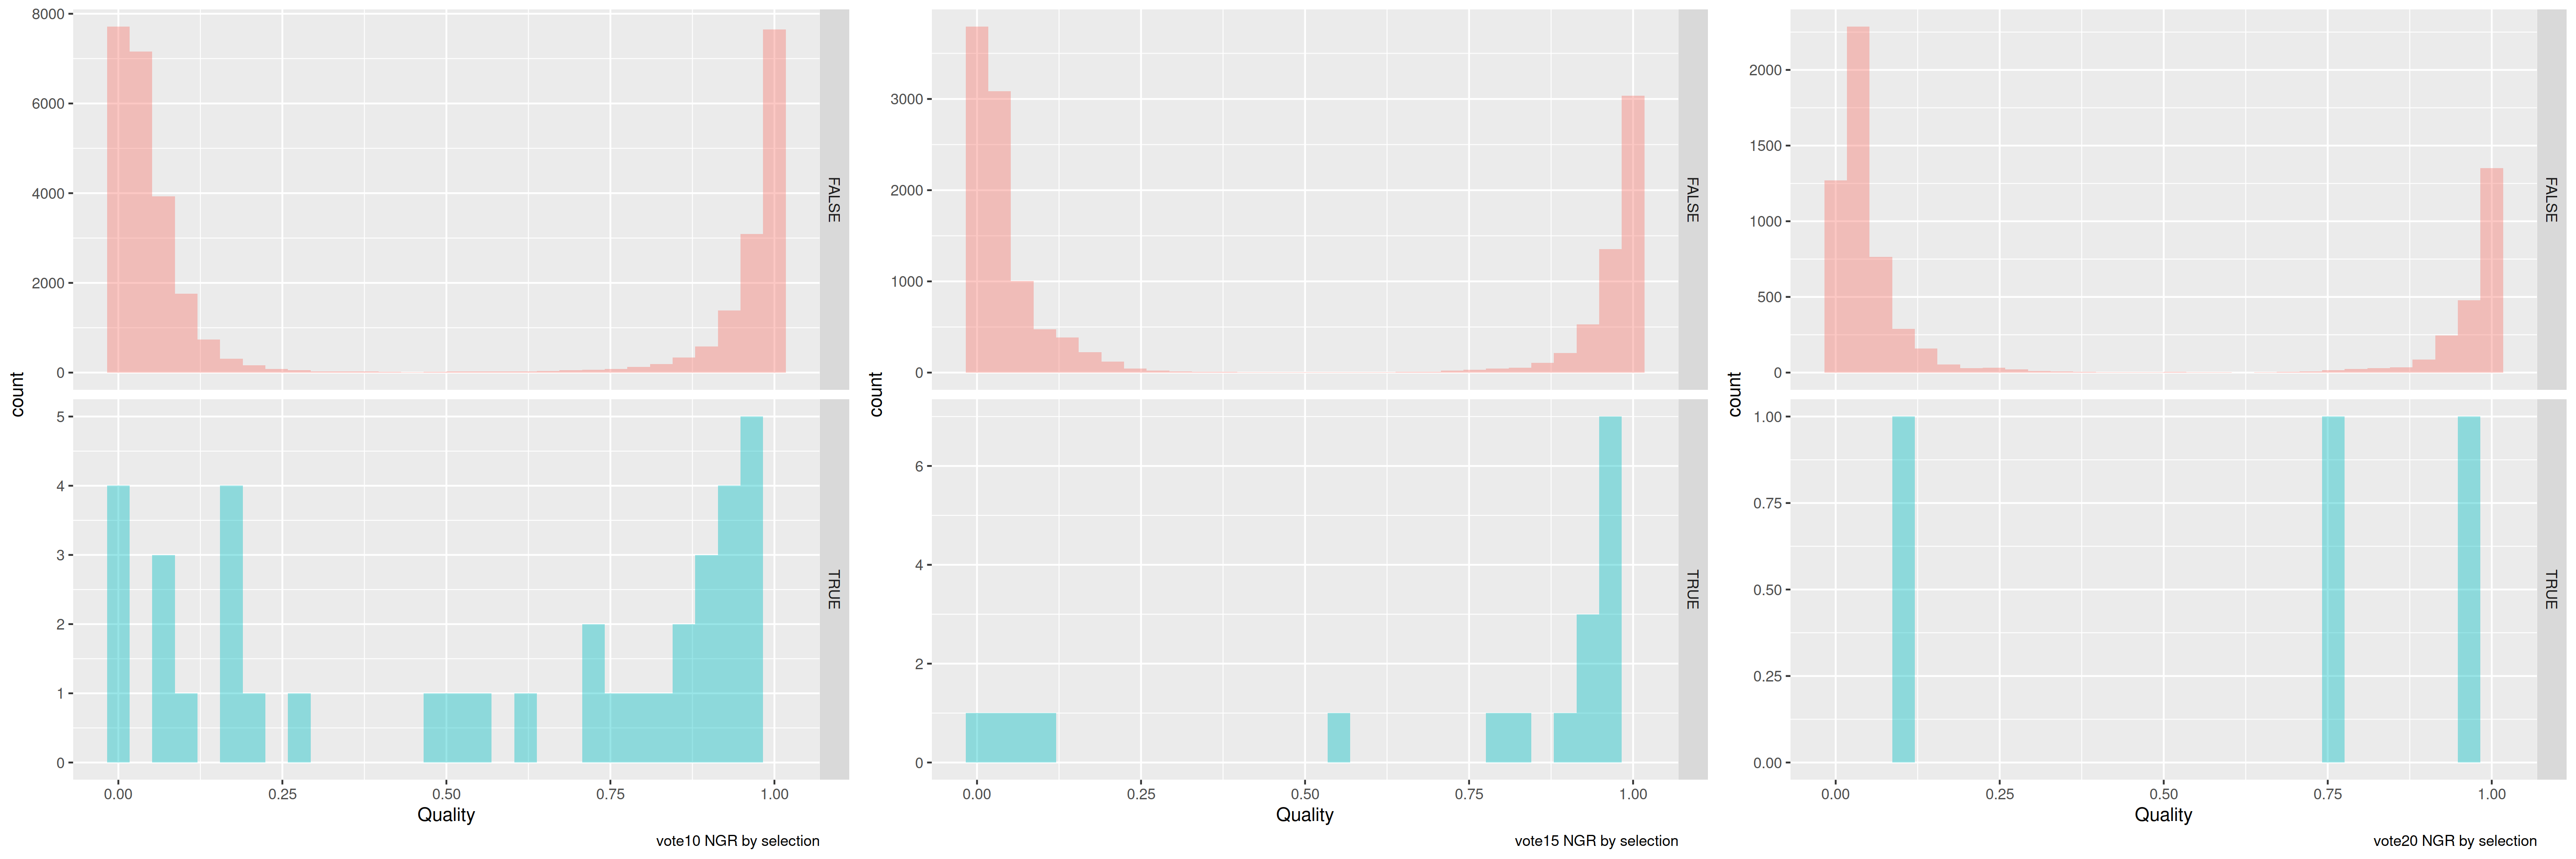 8000
6000
4000
2000
0
FALSE
5
4
3
2
1
0
TRUE
count
0.00 0.25 0.50 0.75 1.00
Quality
vote10 NGR by selection
3000
2000
1000
0
FALSE
6
4
2
0
TRUE
count
0.00 0.25 0.50 0.75 1.00
Quality
vote15 NGR by selection
2000
1500
1000
500
0
FALSE
1.00
0.75
0.50
0.25
0.00
TRUE
count
0.00 0.25 0.50 0.75 1.00
Quality
vote20 NGR by selection